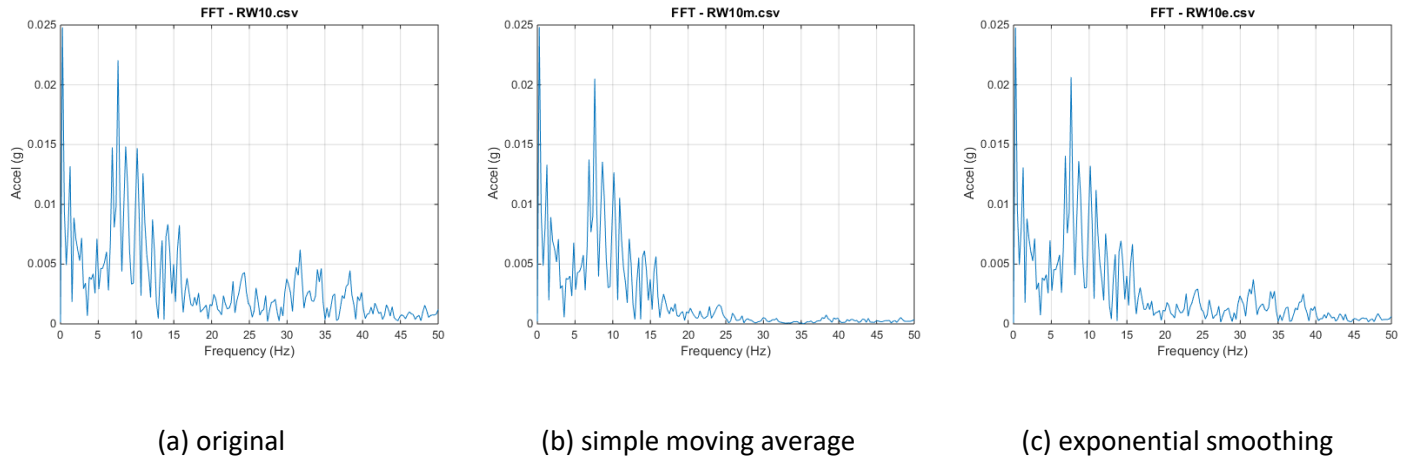 FFT - RW10.csv
0.025
0.02
0.015
0.01
0.005
0
Accel (g)
0 5 10 15 20 25 30 35 40 45 50
Frequency (Hz)
(a) original
FFT - RW10m.csv
0.025
0.02
0.015
0.01
0.005
0
Accel (g)
0 5 10 15 20 25 30 35 40 45 50
Frequency (Hz)
(b) simple moving average
FFT - RW10e.csv
0.025
0.02
0.015
0.01
0.005
0
Accel (g)
0 5 10 15 20 25 30 35 40 45 50
Frequency (Hz)
(c) exponential smoothing